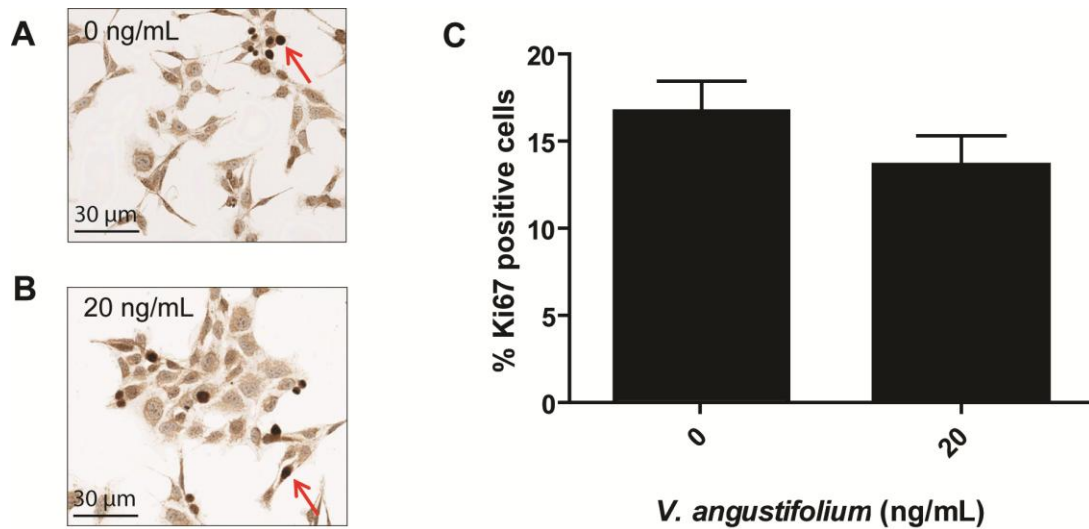 A
0 ng/mL
30 µm
B
20 ng/mL
30 µm
C
% Ki67 positive cells
20
15
10
5
0
0
20
V. angustifolium (ng/mL)